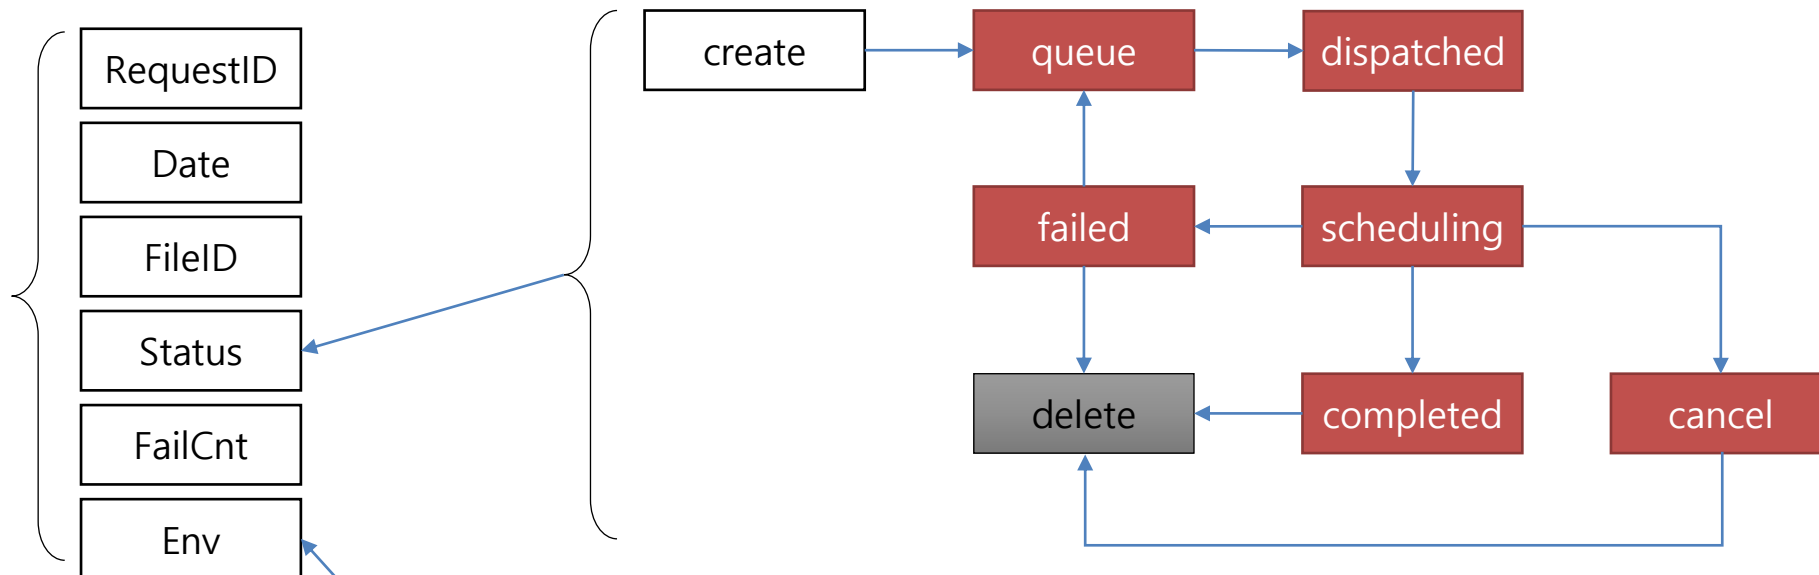 RequestID
Date
FileID
Status
FailCnt
Env
create
queue
dispatched
failed
scheduling
delete
completed
cancel